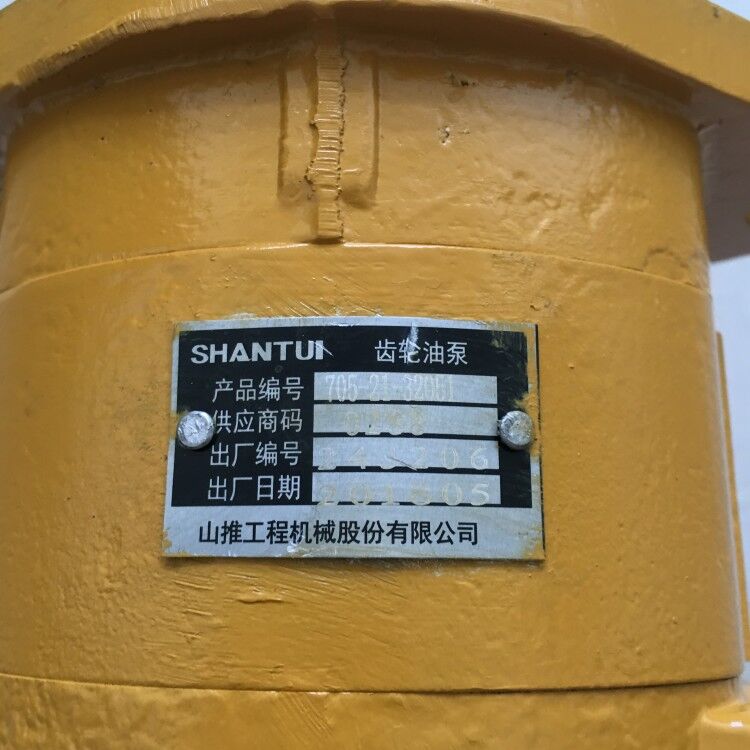 SHANTUI 齿轮油泵
产品编号 705-21-32051
供应商码
出厂编号
出厂日期 201605
山推工程机械股份有限公司